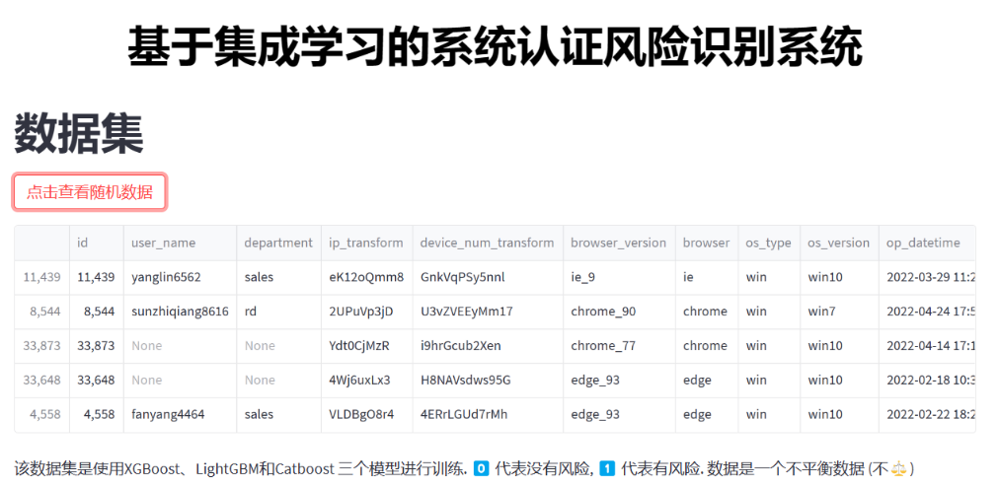 基于集成学习的系统认证风险识别系统
数据集
点击查看随机数据
id user_name department ip_transform device_num_transform browser_version browser os_type os_version op_datetime
11,439 11,439 yanglin6562 sales eK12oQmm8 GnkVqPSy5nnl ie_9 ie win win10 2022-03-29 11:2
8,544 8,544 sunzhiqiang8616 rd 2UPuVp3jD U3vZVEEyMm17 chrome_90 chrome win win7 2022-04-24 17:5
33,873 33,873 None None Ydt0CjMzR i9hrGcub2Xen chrome_77 chrome win win10 2022-04-14 17:1
33,648 33,648 None None 4Wj6uxLx3 H8NAVsdws95G edge_93 edge win win10 2022-02-18 10:3
4,558 4,558 fanyang4464 sales VLDBgO8r4 4ERrLGUd7rMh edge_93 edge win win10 2022-02-22 18:2
该数据集是使用XGBoost、LightGBM和Catboost 三个模型进行训练. 0 代表没有风险, 1 代表有风险. 数据是一个不平衡数据 (不⚖️)